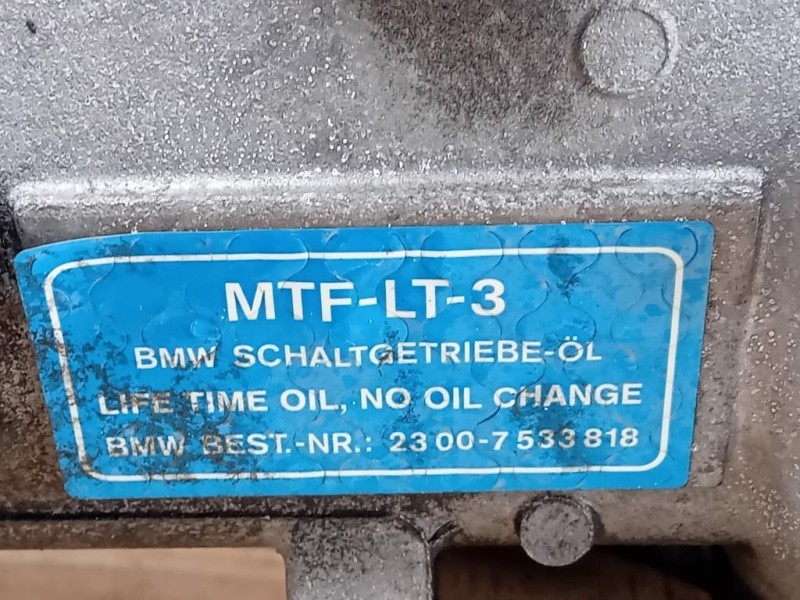 MTF-LT-3
BMW SCHALTGETRIEBE-ÖL
LIFE TIME OIL, NO OIL CHANGE
BMW BEST.-NR.: 23 00-7 533 818